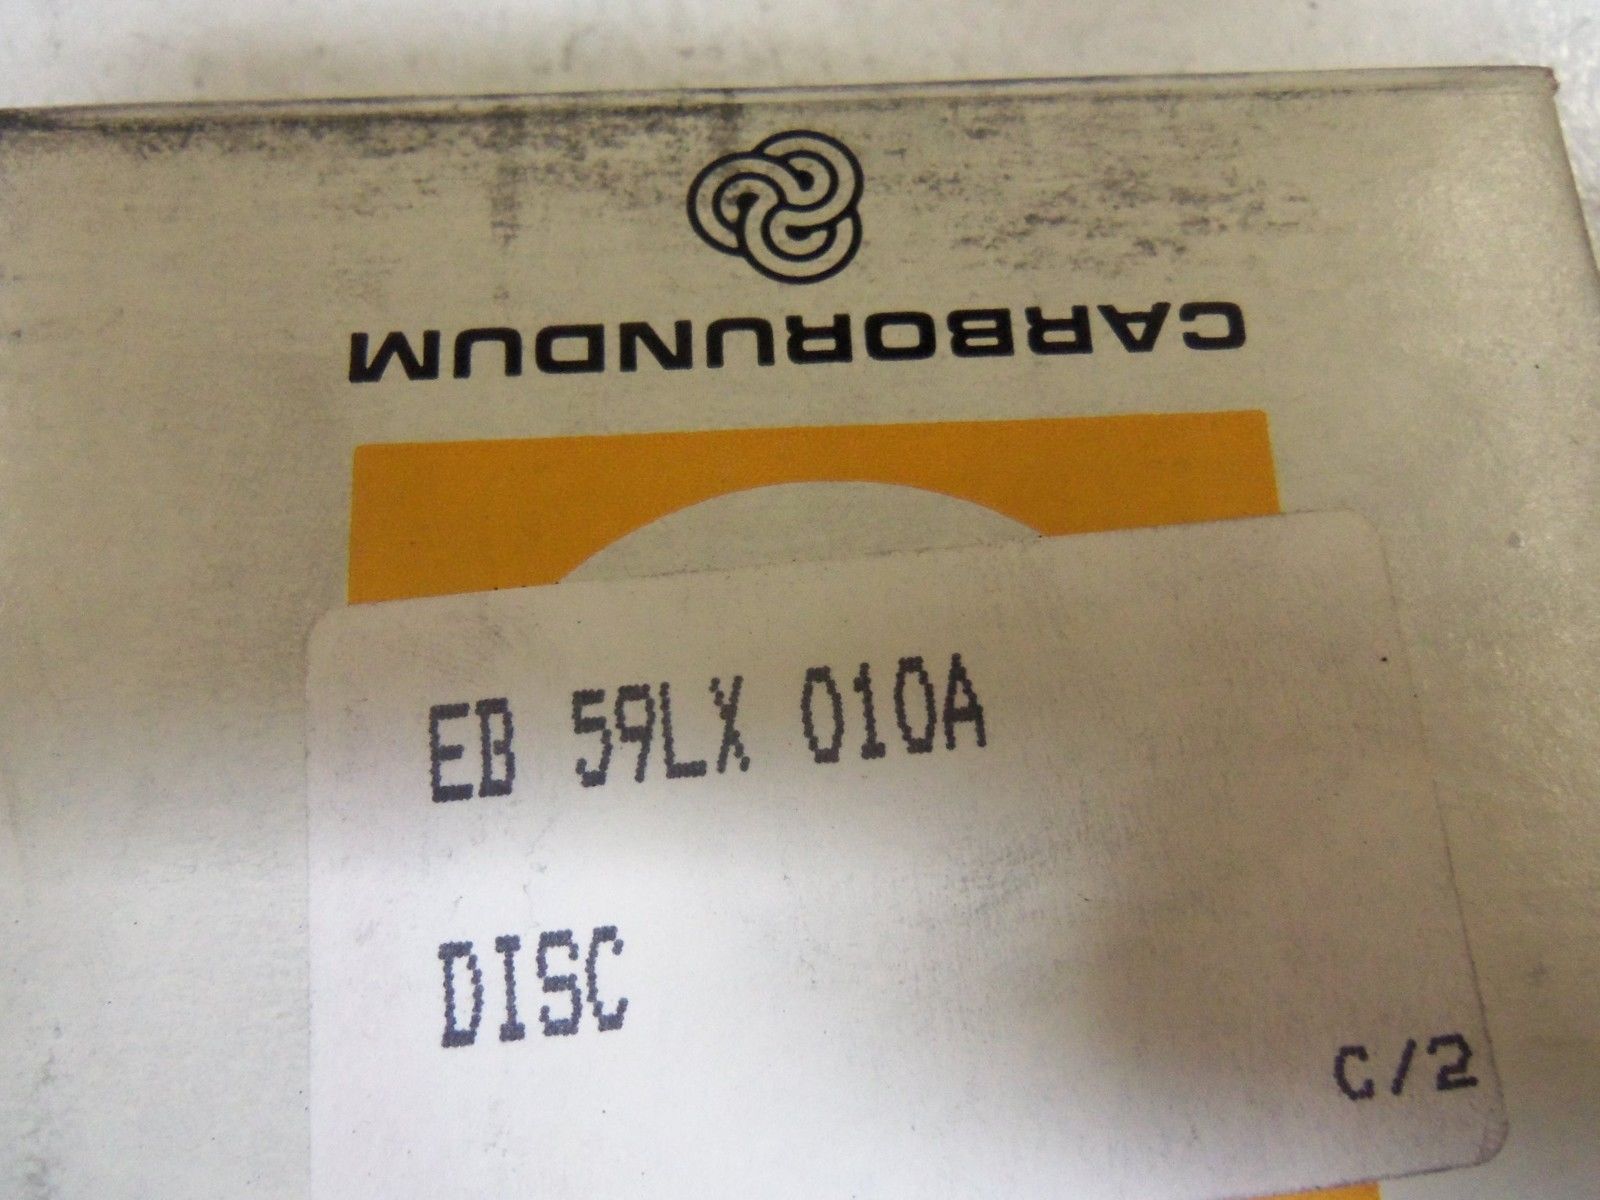 CARBORUNDUM
EB 59LX 010A
DISC
C/2